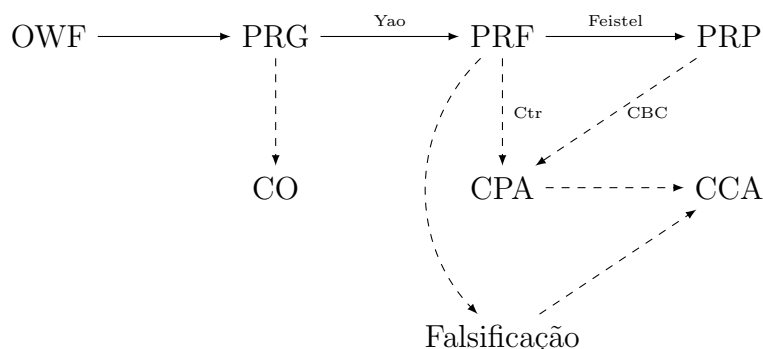 Yao Feistel
OWF PRG PRF PRP
Ctr CBC
CO CPA CCA
Falsificação